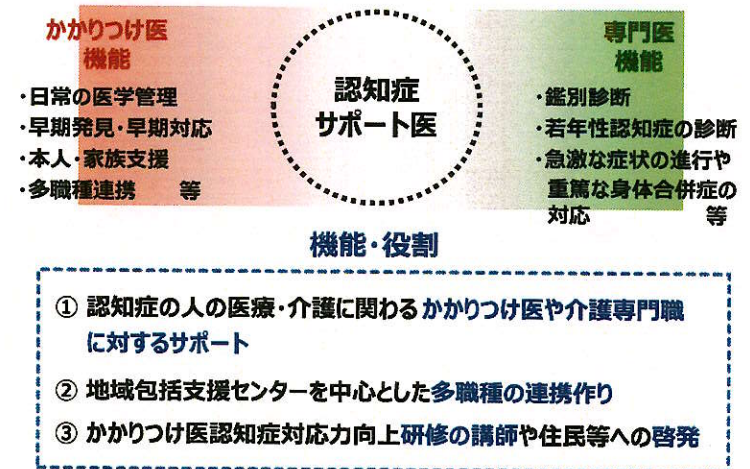 かかりつけ医
機能
・日常の医学管理
・早期発見・早期対応
・本人・家族支援
・多職種連携　等
認知症
サポート医
専門医
機能
・鑑別診断
・若年性認知症の診断
・急激な症状の進行や
重篤な身体合併症の
対応　等
機能・役割
① 認知症の人の医療・介護に関わるかかりつけ医や介護専門職
に対するサポート
② 地域包括支援センターを中心とした多職種の連携作り
③ かかりつけ医認知症対応力向上研修の講師や住民等への啓発